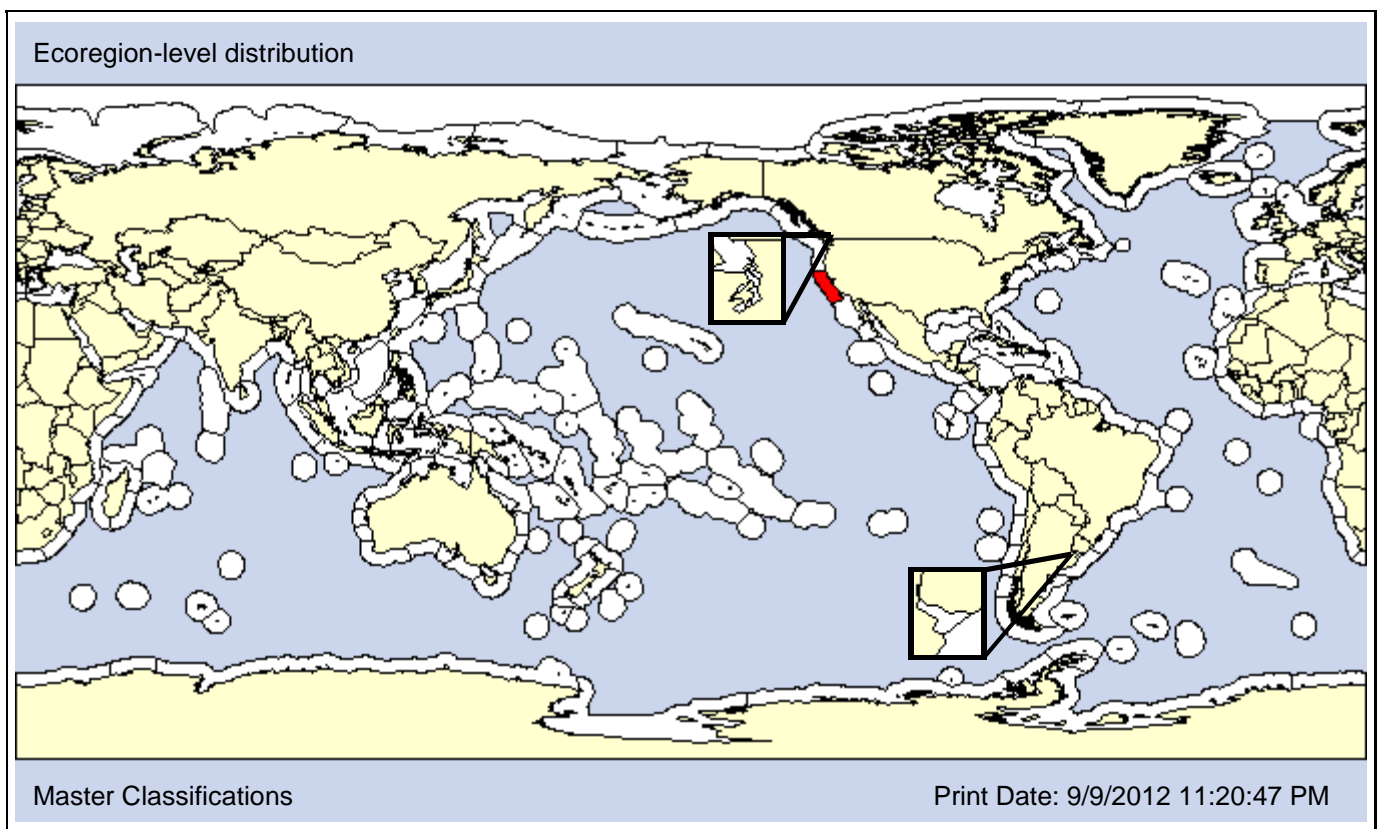 Ecoregion-level distribution
Master Classifications
Print Date: 9/9/2012 11:20:47 PM